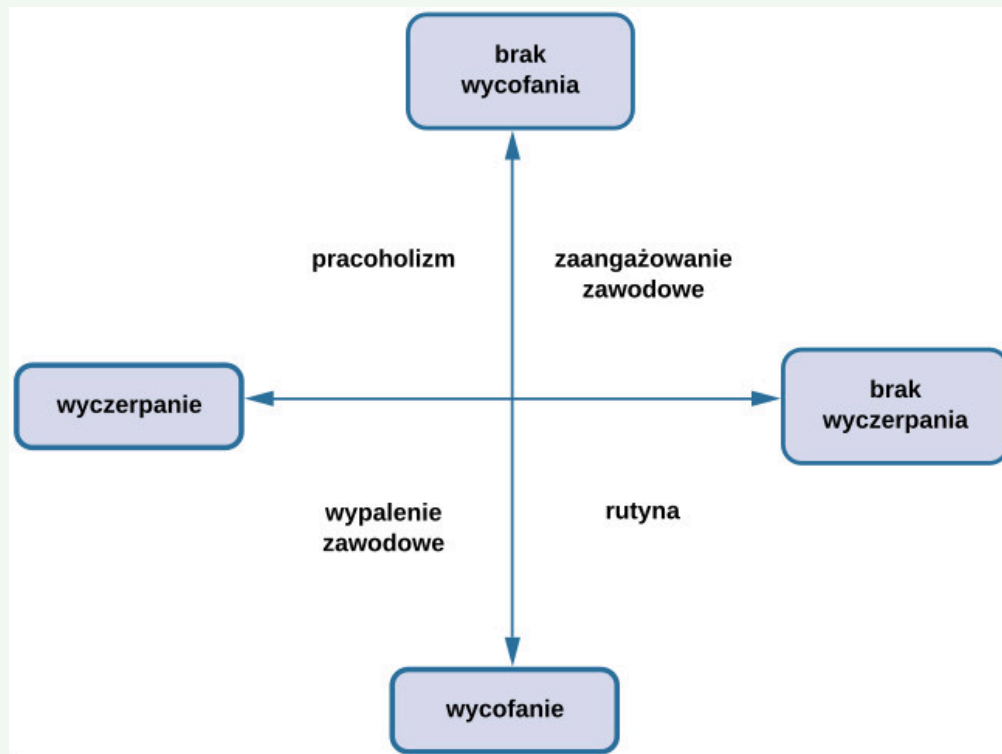 brak
wycofania
pracoholizm
zaangażowanie
zawodowe
wyczerpanie
brak
wyczerpania
wypalenie
zawodowe
rutyna
wycofanie